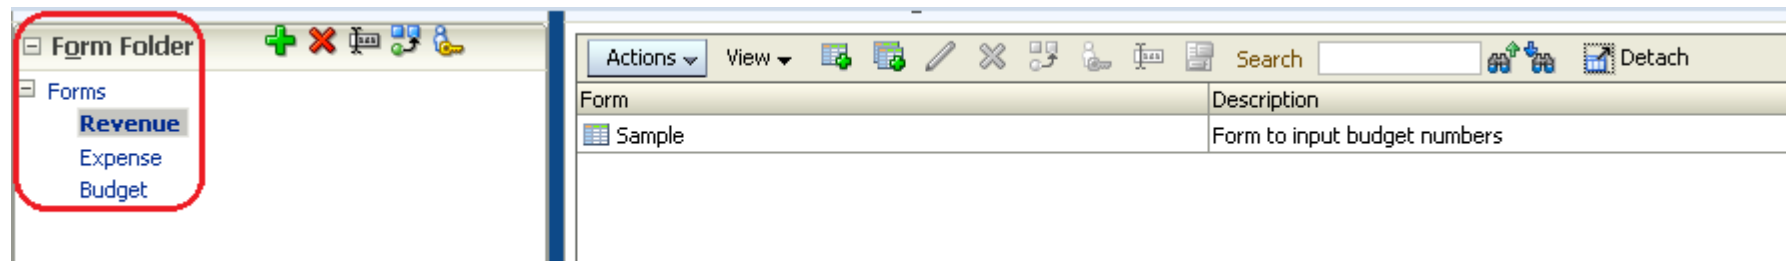 Form Folder
Forms
Revenue
Expense
Budget
Actions View Search Detach
Form Description
Sample Form to input budget numbers